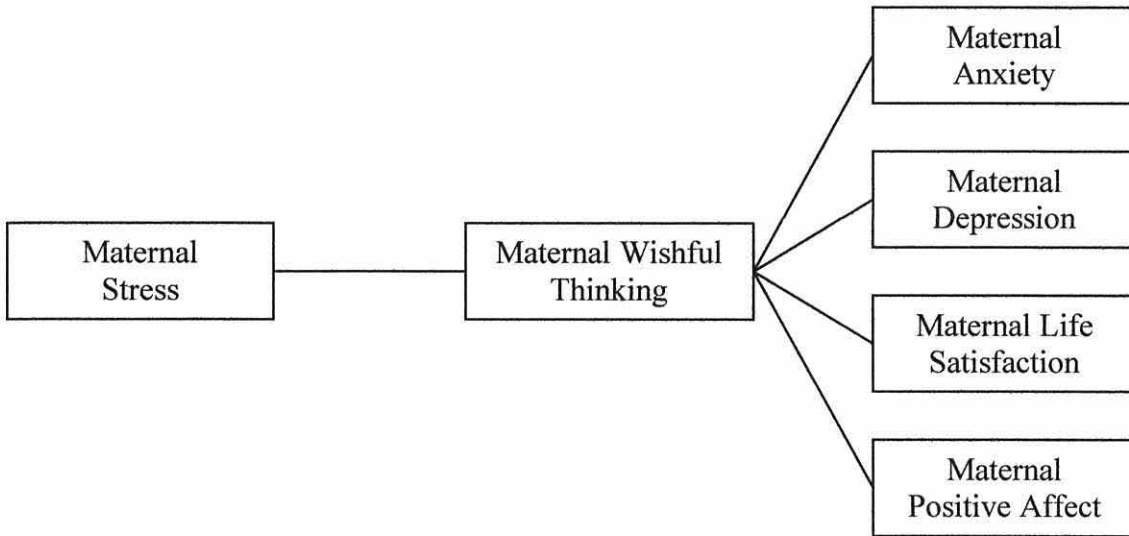 Maternal
Stress
Maternal Wishful
Thinking
Maternal
Anxiety
Maternal
Depression
Maternal Life
Satisfaction
Maternal
Positive Affect